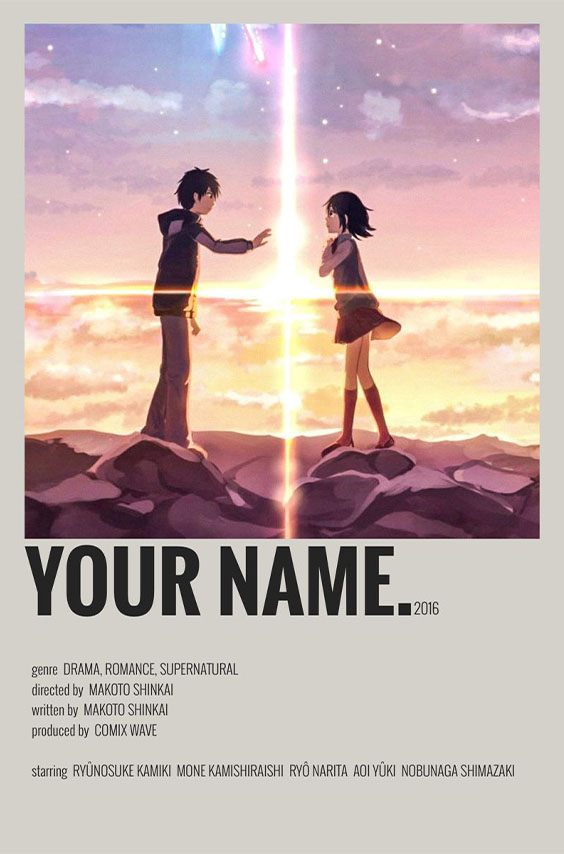 YOUR NAME. 2016
genre DRAMA, ROMANCE, SUPERNATURAL
directed by MAKOTO SHINKAI
written by MAKOTO SHINKAI
produced by COMIX WAVE
starring RYÛNOSUKE KAMIKI MONE KAMISHIRAISHI RYÔ NARITA AOI YÛKI NOBUNAGA SHIMAZAKI